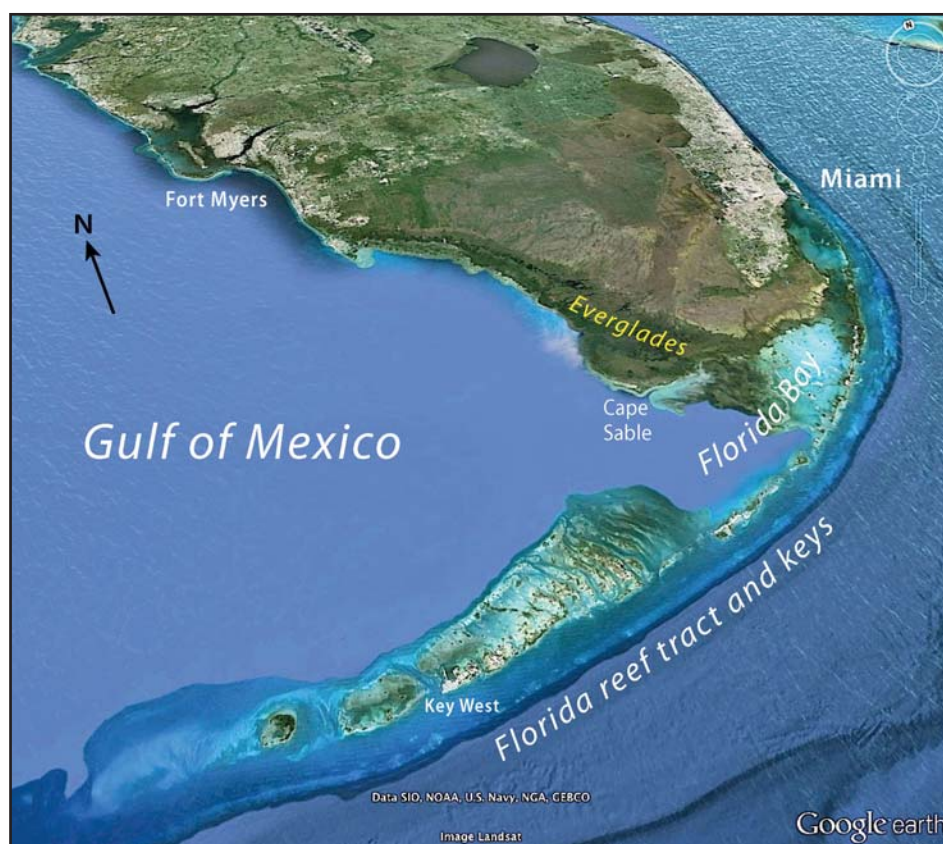 N
Miami
Fort Myers
N
Everglades
Cape
Sable
Florida Bay
Gulf of Mexico
Florida reef tract and keys
Key West
Data SIO, NOAA, U.S. Navy, NGA, GEBCO
Image Landsat
Google earth